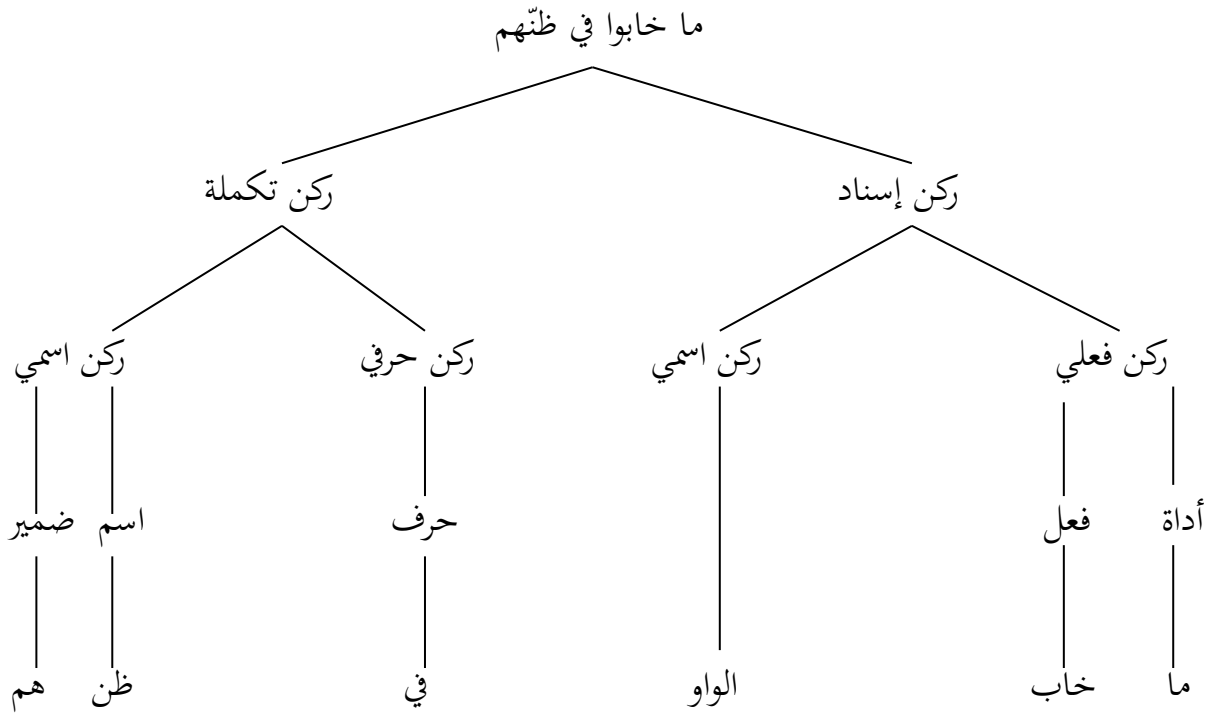 ما خابوا في ظنّهم
ركن إسناد ركن تكملة
ركن فعلي ركن اسمي ركن حرفي ركن اسمي
أداة فعل حرف اسم ضمير
ما خاب الواو في ظن هم